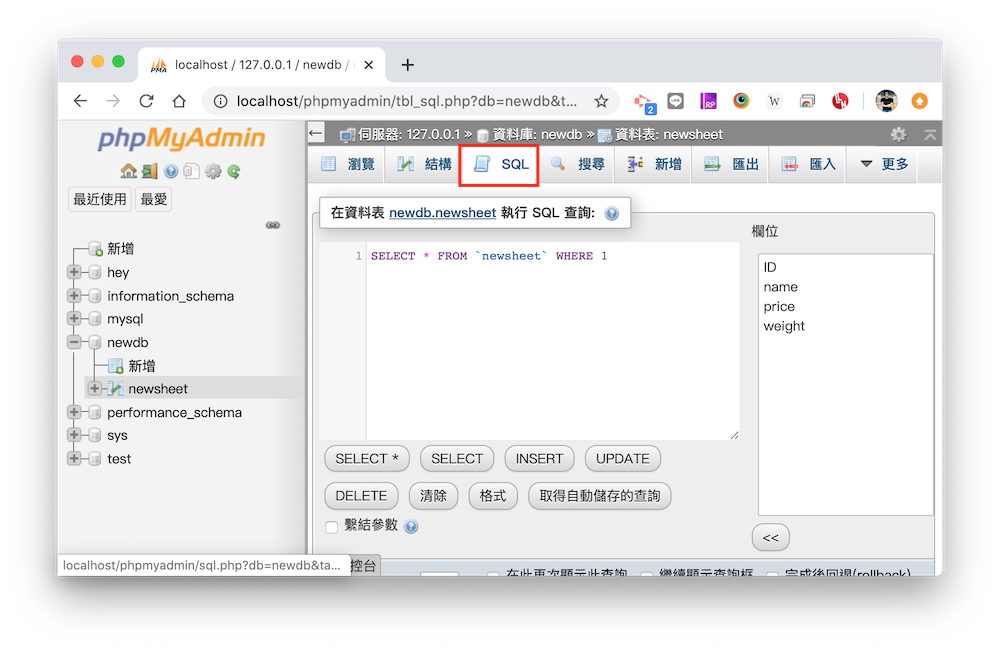 localhost / 127.0.0.1 / newdb /
localhost/phpmyadmin/tbl_sql.php?db=newdb&t...
2
RP
W
phpMyAdmin
最近使用 最愛
新增
hey
information_schema
mysql
newdb
新增
newsheet
performance_schema
sys
test
localhost/phpmyadmin/sql.php?db=newdb&ta...
伺服器: 127.0.0.1 » 資料庫: newdb » 資料表: newsheet
瀏覽 結構 SQL 搜尋 新增 匯出 匯入 更多
在資料表 newdb.newsheet 執行 SQL 查詢:
1 SELECT * FROM `newsheet` WHERE 1
欄位
ID
name
price
weight
SELECT * SELECT INSERT UPDATE
DELETE 清除 格式 取得自動儲存的查詢
繫結參數
<<
控台
在此再次顯示此查詢 繼續顯示查詢框 完成後回退(rollback)